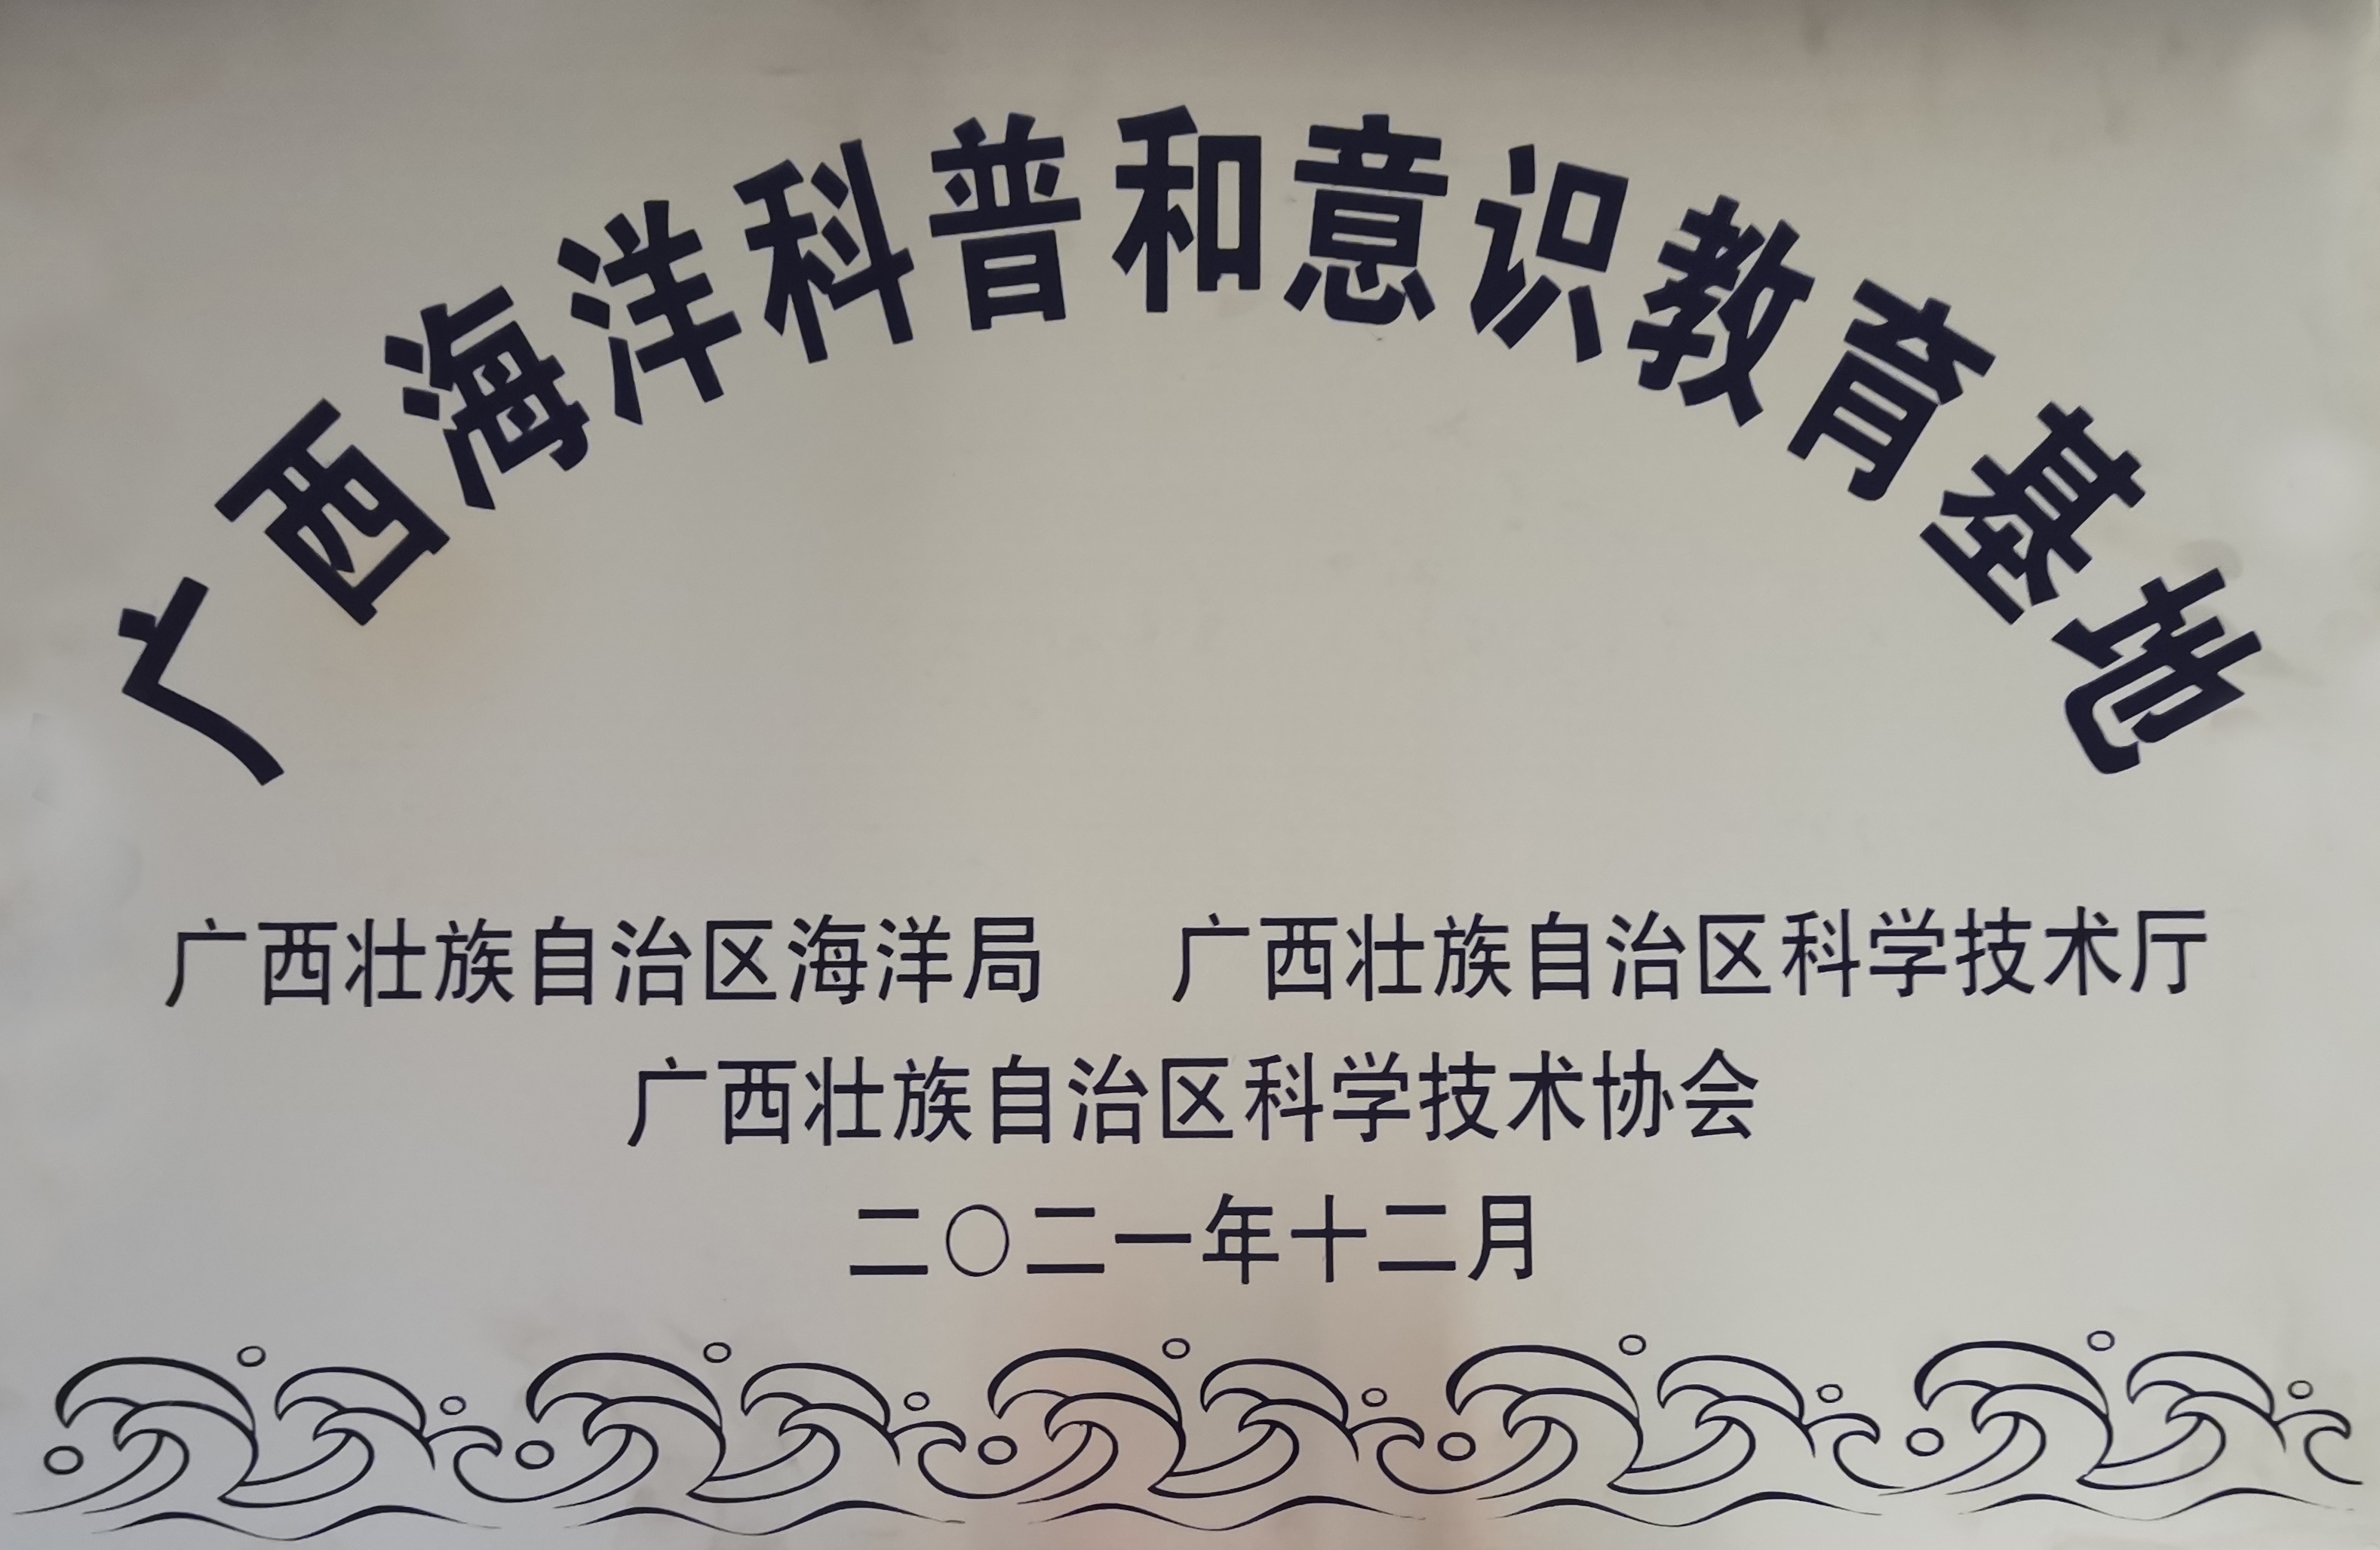 广西海洋科普和意识教育基地
广西壮族自治区海洋局 广西壮族自治区科学技术厅
广西壮族自治区科学技术协会
二〇二一年十二月